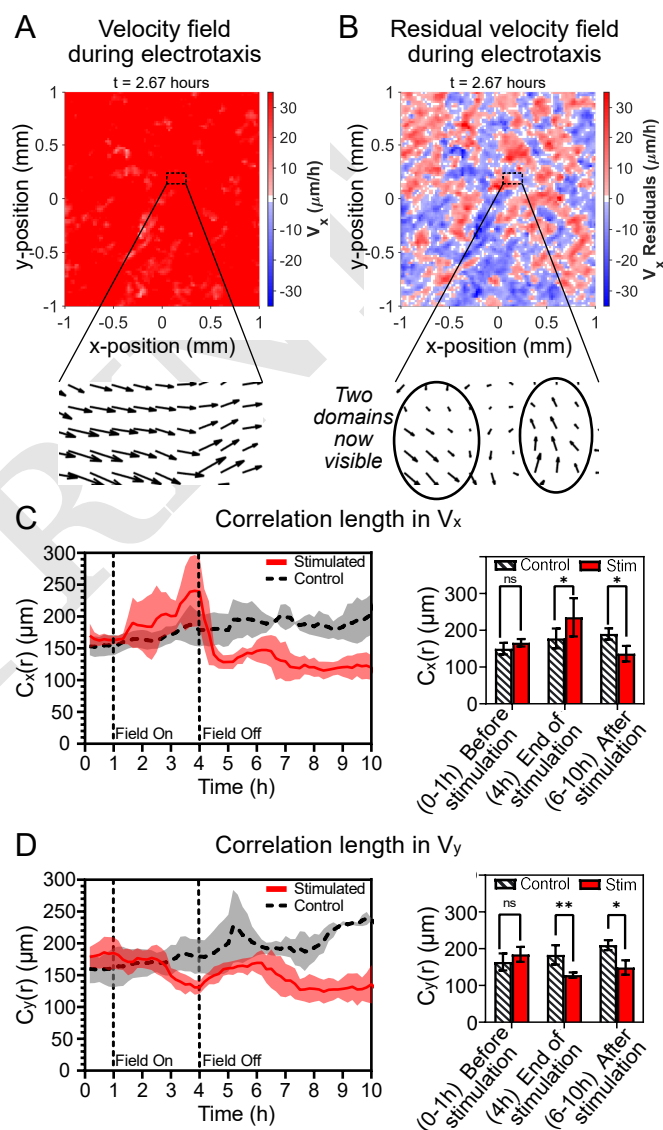 A
Velocity field
during electrotaxis
t = 2.67 hours
1
0.5
0
-0.5
-1
y-position (mm)
-1 -0.5 0 0.5 1
x-position (mm)
30
20
10
0
-10
-20
-30
Vx (μm/h)
B
Residual velocity field
during electrotaxis
t = 2.67 hours
1
0.5
0
-0.5
-1
y-position (mm)
-1 -0.5 0 0.5 1
x-position (mm)
30
20
10
0
-10
-20
-30
Vx Residuals (μm/h)
Two
domains
now
visible
C
Correlation length in Vx
300
250
200
150
100
50
0
Cx(r) (μm)
Stimulated
Control
Field On
Field Off
0 1 2 3 4 5 6 7 8 9 10
Time (h)
Control
Stim
ns
*
*
300
200
100
0
Cx(r) (μm)
(0-1h) Before
stimulation
(4h) End of
stimulation
(6-10h) After
stimulation
D
Correlation length in Vy
300
250
200
150
100
50
0
Cy(r) (μm)
Stimulated
Control
Field On
Field Off
0 1 2 3 4 5 6 7 8 9 10
Time (h)
Control
Stim
ns
**
*
300
200
100
0
Cy(r) (μm)
(0-1h) Before
stimulation
(4h) End of
stimulation
(6-10h) After
stimulation